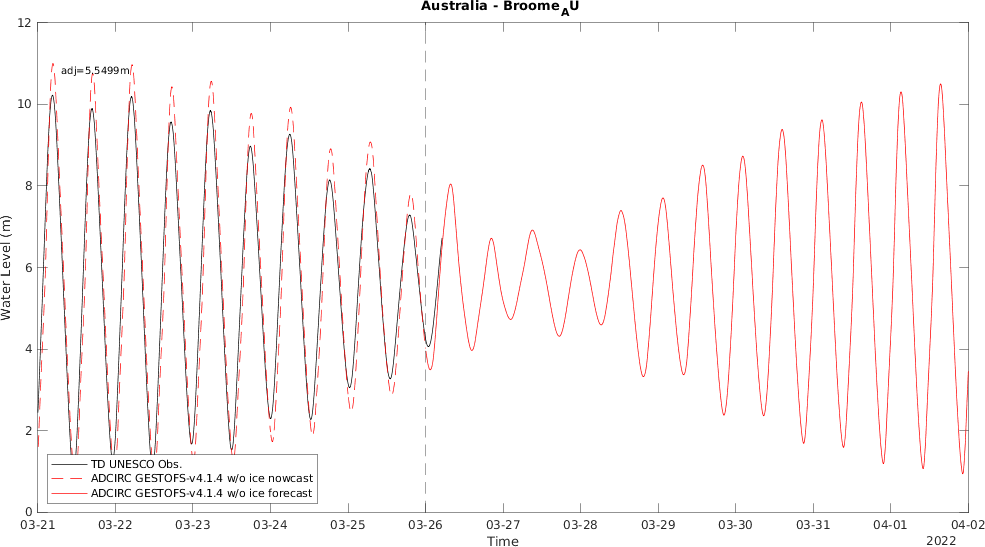 Australia - Broome_AU
12
10
8
6
4
2
0
Water Level (m)
adj=5.5499m
TD UNESCO Obs.
ADCIRC GESTOFS-v4.1.4 w/o ice nowcast
ADCIRC GESTOFS-v4.1.4 w/o ice forecast
03-21 03-22 03-23 03-24 03-25 03-26 03-27 03-28 03-29 03-30 03-31 04-01 04-02
Time
2022